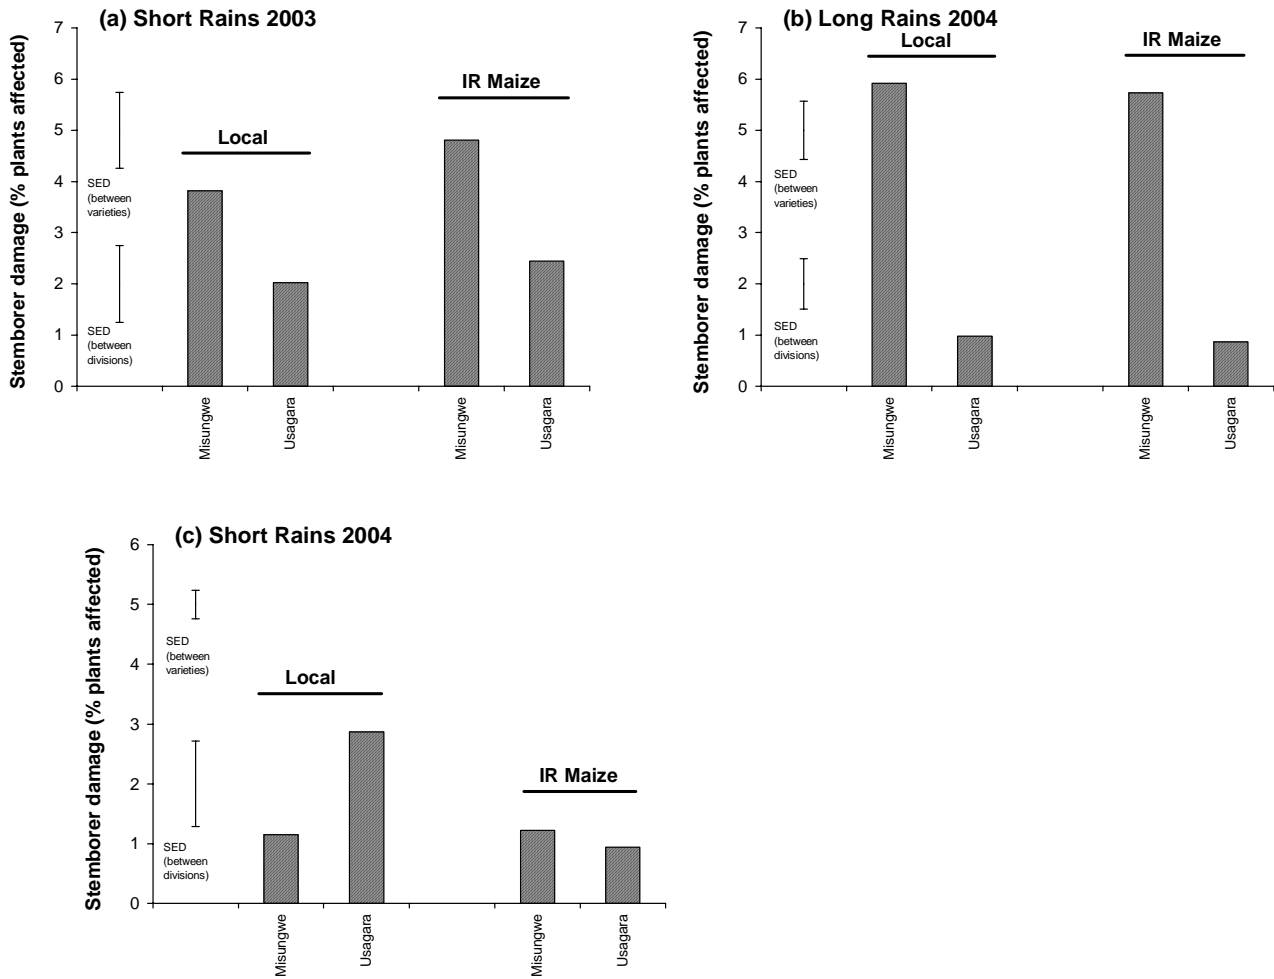 (a) Short Rains 2003
Stemborer damage (% plants affected)
7
6
5
4
3
2
1
0
SED
(between
varieties)
SED
(between
divisions)
Local
IR Maize
Misungwe
Usagara
Misungwe
Usagara
(b) Long Rains 2004
Stemborer damage (% plants affected)
7
6
5
4
3
2
1
0
SED
(between
varieties)
SED
(between
divisions)
Local
IR Maize
Misungwe
Usagara
Misungwe
Usagara
(c) Short Rains 2004
Stemborer damage (% plants affected)
6
5
4
3
2
1
0
SED
(between
varieties)
SED
(between
divisions)
Local
IR Maize
Misungwe
Usagara
Misungwe
Usagara